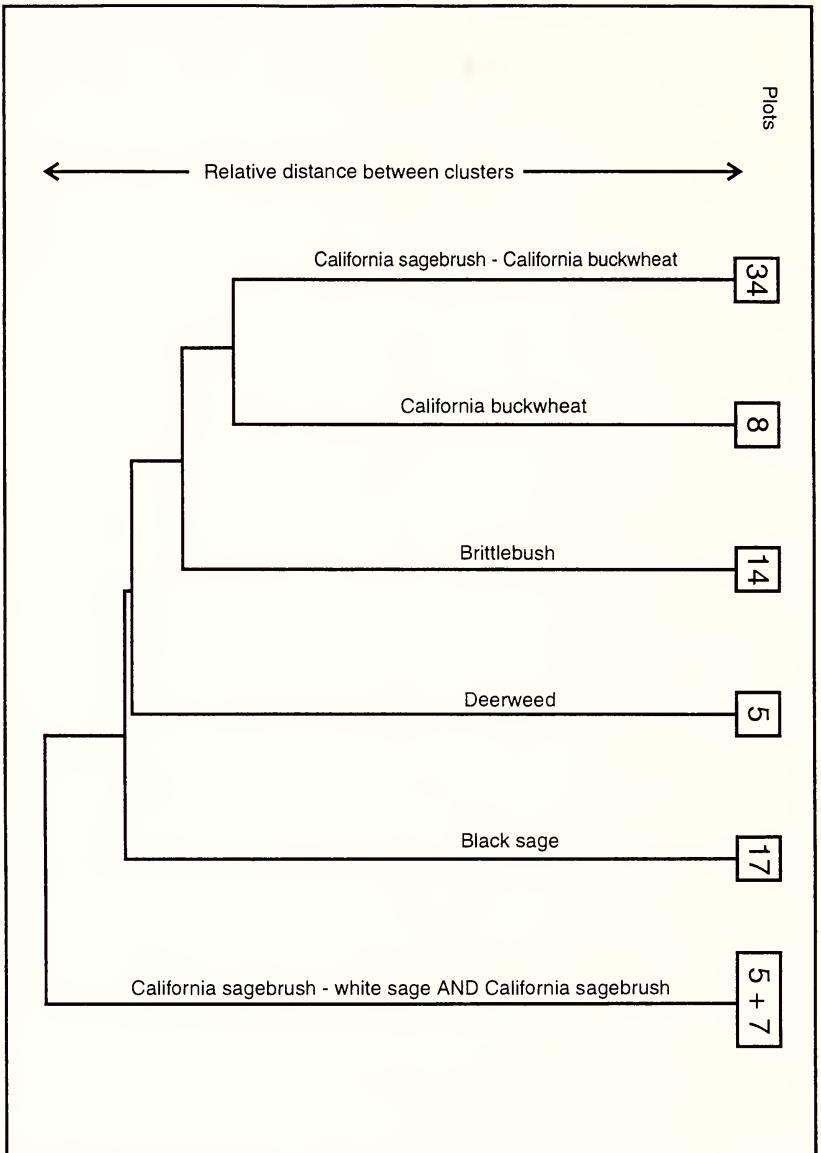 Plots
Relative distance between clusters
California sagebrush - California buckwheat
34
California buckwheat
8
Brittlebush
14
Deerweed
5
Black sage
17
California sagebrush - white sage AND California sagebrush
5 + 7